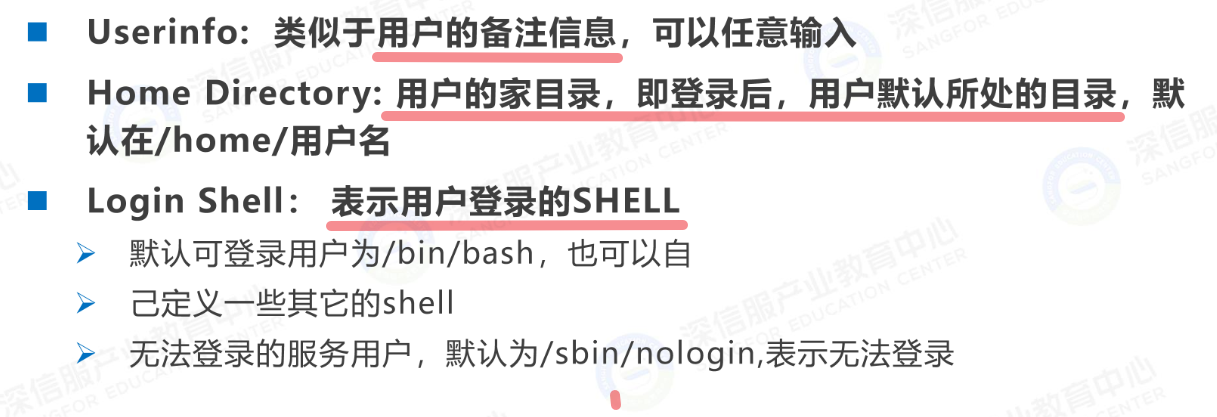 Userinfo: 类似于用户的备注信息，可以任意输入
Home Directory: 用户的家目录，即登录后，用户默认所处的目录，默
认在/home/用户名
Login Shell： 表示用户登录的SHELL
默认可登录用户为/bin/bash，也可以自
己定义一些其它的shell
无法登录的服务用户，默认为/sbin/nologin,表示无法登录
深信服产业教育中心
SANGFOR EDUCATION CENTER